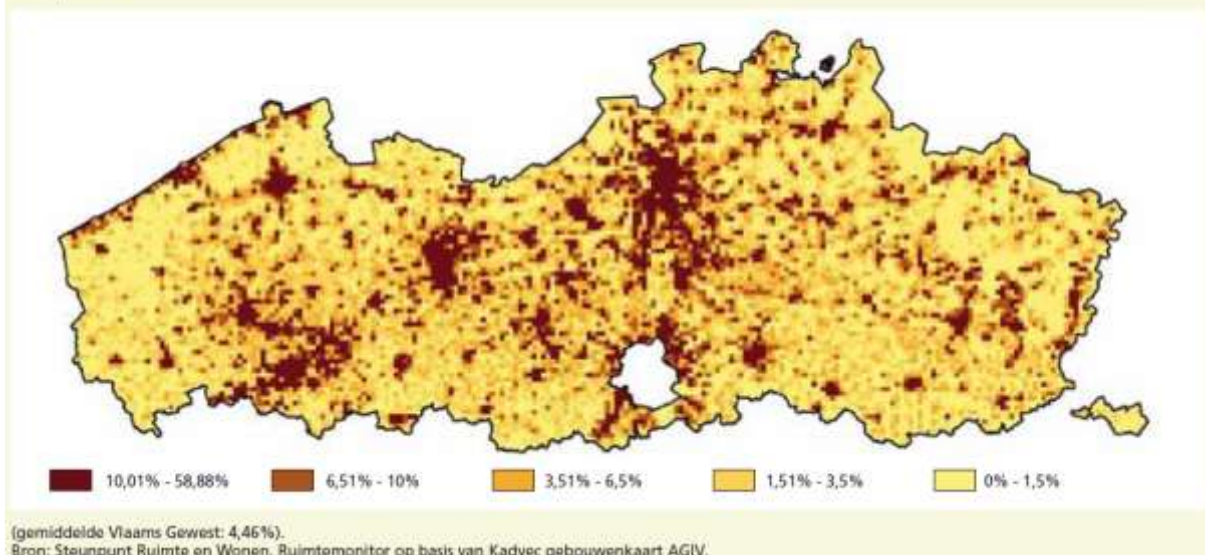 10,01% - 58,88% 6,51% - 10% 3,51% - 6,5% 1,51% - 3,5% 0% - 1,5%
(gemiddelde Vlaams Gewest: 4,46%).
Bron: Steunpunt Ruimte en Wonen, Ruimtemonitor op basis van Kadvec gebouwenkaart AGIV.